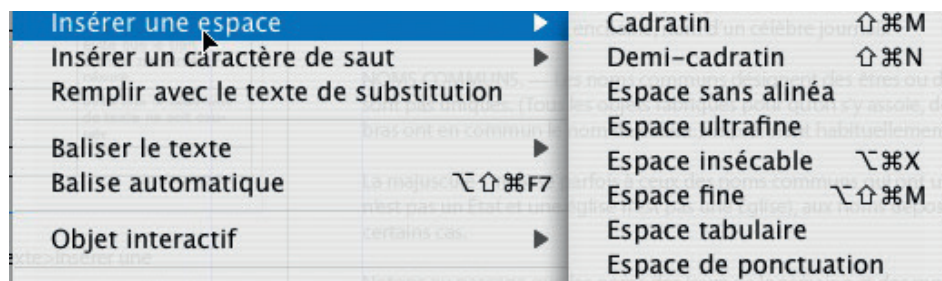 Insérer une espace
Insérer un caractère de saut
Remplir avec le texte de substitution
Baliser le texte
Balise automatique ⌥⇧⌘F7
Objet interactif
Cadratin ⇧⌘M
Demi-cadratin ⇧⌘N
Espace sans alinéa
Espace ultrafine
Espace insécable ⌥⌘X
Espace fine ⌥⇧⌘M
Espace tabulaire
Espace de ponctuation